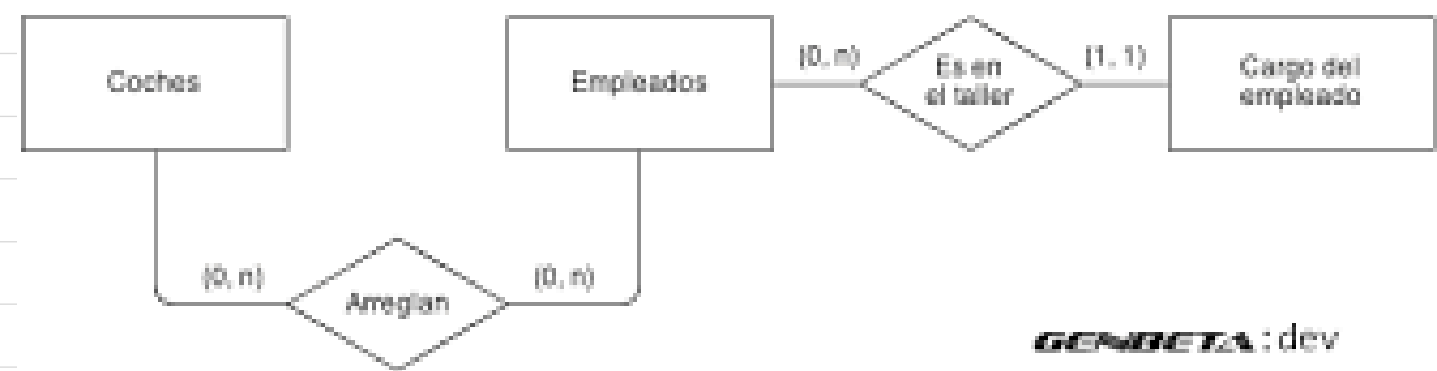 Coches
Empleados
(0, n)
Es en
el taller
(1, 1)
Cargo del
empleado
(0, n)
Arreglan
(0, n)
GENBETA:dev